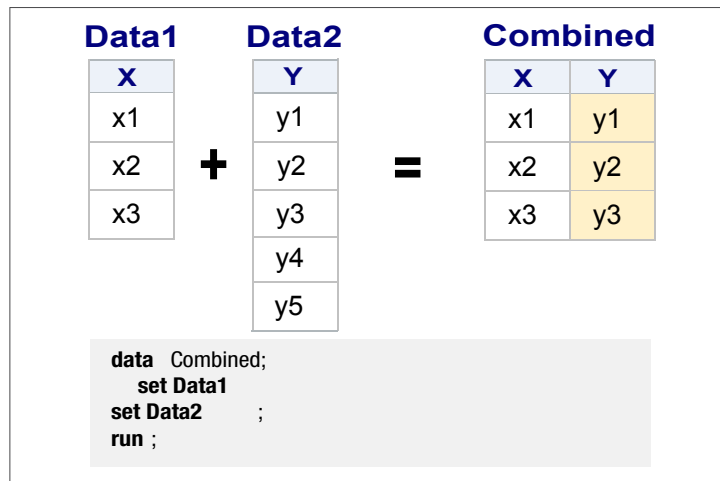 Data1 Data2 Combined
X Y X Y
x1 y1 x1 y1
x2 + y2 = x2 y2
x3 y3 x3 y3
y4
y5
data Combined;
set Data1
set Data2 ;
run ;